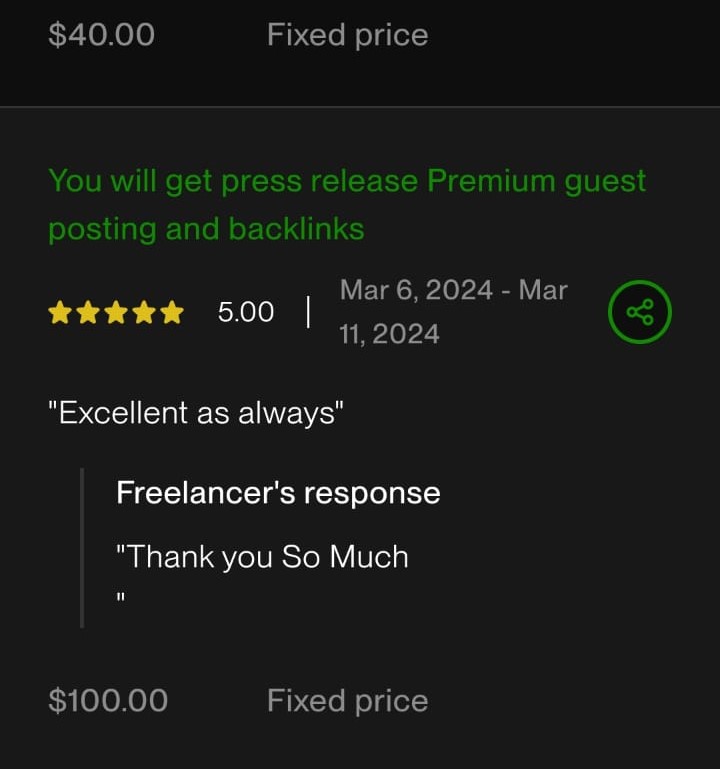 $40.00 Fixed price
You will get press release Premium guest
posting and backlinks
5.00 | Mar 6, 2024 - Mar
11, 2024
"Excellent as always"
Freelancer's response
"Thank you So Much
"
$100.00 Fixed price